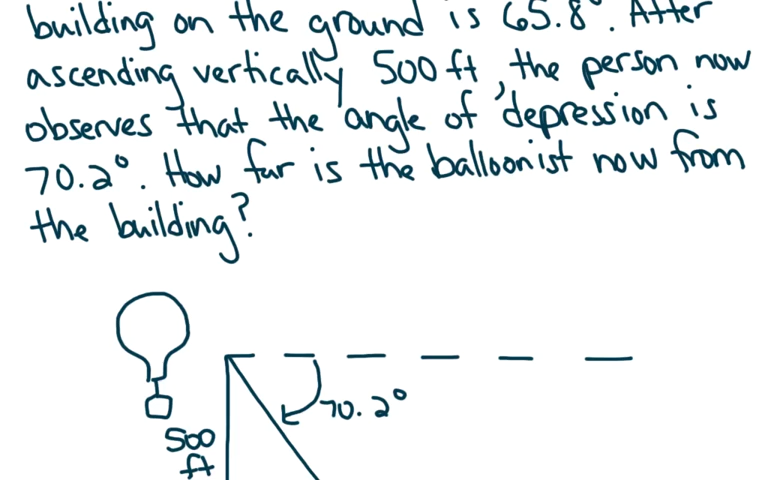 building on the ground is 65.8°. After
ascending vertically 500 ft, the person now
observes that the angle of depression is
70.2°. How far is the balloonist now from
the building?
70.2°
500
ft